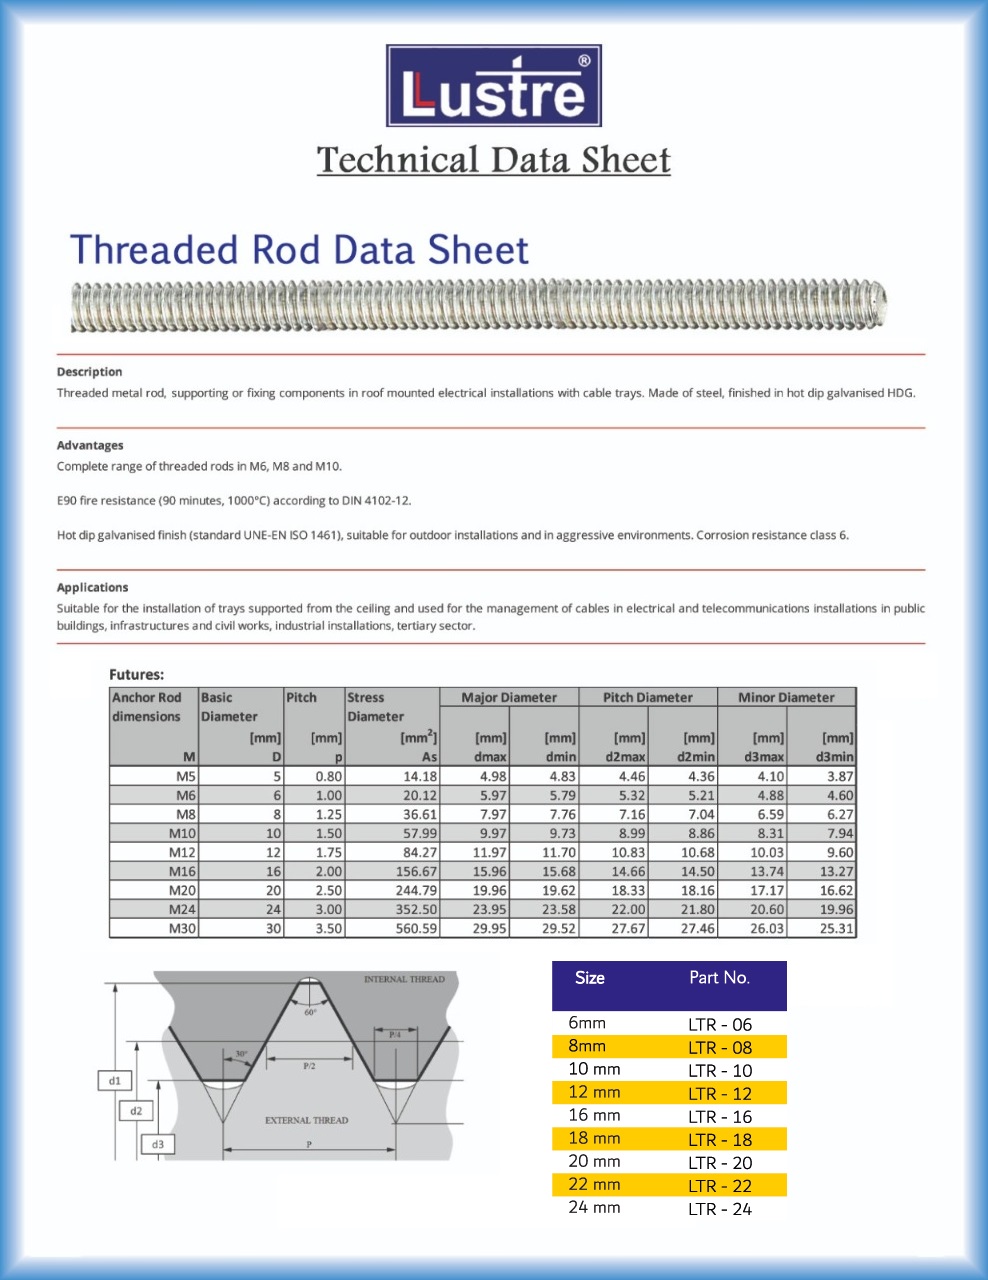 Lustre®
Technical Data Sheet
Threaded Rod Data Sheet
Description
Threaded metal rod, supporting or fixing components in roof mounted electrical installations with cable trays. Made of steel, finished in hot dip galvanised HDG.
Advantages
Complete range of threaded rods in M6, M8 and M10.
E90 fire resistance (90 minutes, 1000°C) according to DIN 4102-12.
Hot dip galvanised finish (standard UNE-EN ISO 1461), suitable for outdoor installations and in aggressive environments. Corrosion resistance class 6.
Applications
Suitable for the installation of trays supported from the ceiling and used for the management of cables in electrical and telecommunications installations in public
buildings, infrastructures and civil works, industrial installations, tertiary sector.
Futures:
Anchor Rod Basic Pitch Stress Major Diameter Pitch Diameter Minor Diameter
dimensions Diameter Diameter
[mm] [mm] [mm²] [mm] [mm] [mm] [mm] [mm] [mm]
M D p As dmax dmin d2max d2min d3max d3min
M5 5 0.80 14.18 4.98 4.83 4.46 4.36 4.10 3.87
M6 6 1.00 20.12 5.97 5.79 5.32 5.21 4.88 4.60
M8 8 1.25 36.61 7.97 7.76 7.16 7.04 6.59 6.27
M10 10 1.50 57.99 9.97 9.73 8.99 8.86 8.31 7.94
M12 12 1.75 84.27 11.97 11.70 10.83 10.68 10.03 9.60
M16 16 2.00 156.67 15.96 15.68 14.66 14.50 13.74 13.27
M20 20 2.50 244.79 19.96 19.62 18.33 18.16 17.17 16.62
M24 24 3.00 352.50 23.95 23.58 22.00 21.80 20.60 19.96
M30 30 3.50 560.59 29.95 29.52 27.67 27.46 26.03 25.31
INTERNAL THREAD
60°
P/4
30°
P/2
d1
d2
d3
EXTERNAL THREAD
P
Size Part No.
6mm LTR - 06
8mm LTR - 08
10 mm LTR - 10
12 mm LTR - 12
16 mm LTR - 16
18 mm LTR - 18
20 mm LTR - 20
22 mm LTR - 22
24 mm LTR - 24